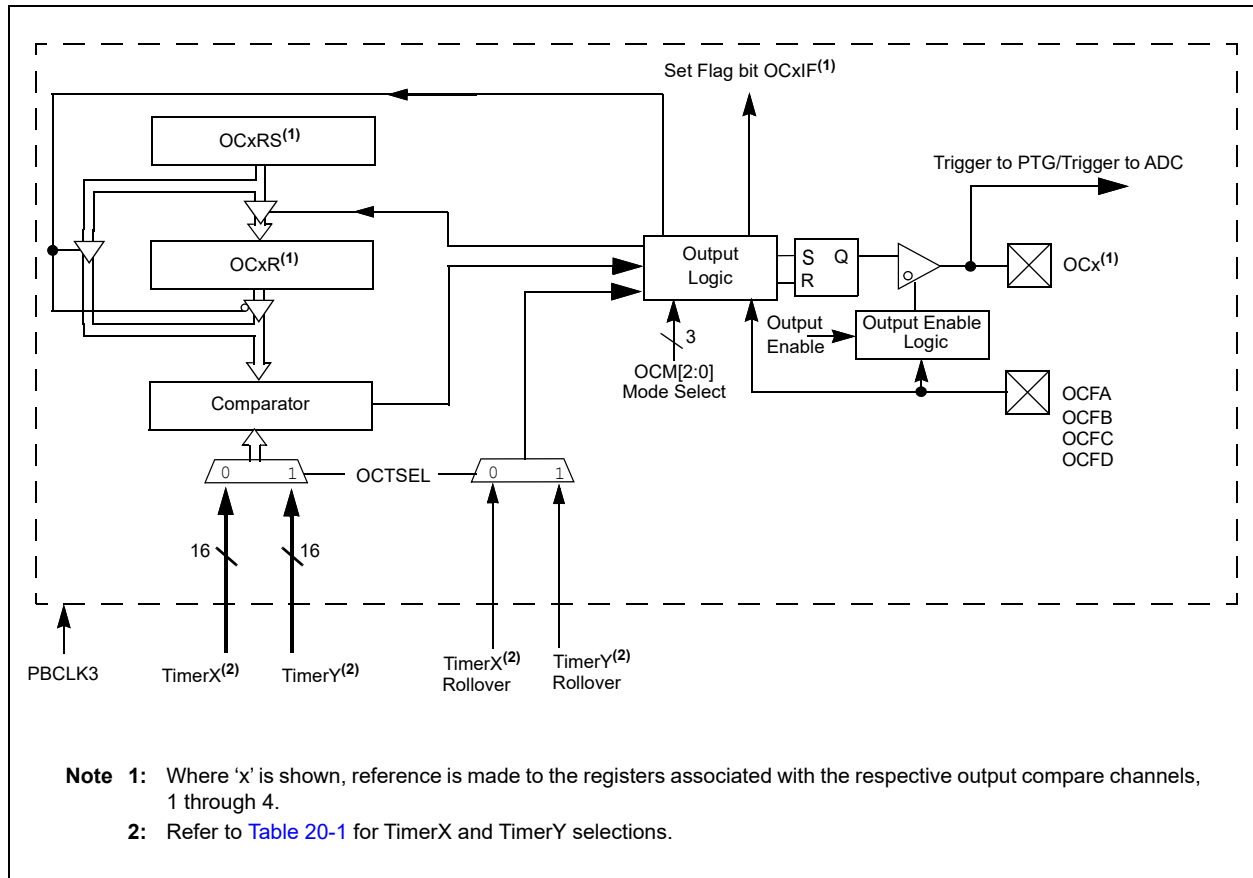 Set Flag bit OCxIF(1)
OCxRS(1)
Trigger to PTG/Trigger to ADC
OCxR(1)
Output
Logic
S Q
R
OCx(1)
3
OCM[2:0]
Mode Select
Output
Enable
Output Enable
Logic
Comparator
OCFA
OCFB
OCFC
OCFD
0 1
OCTSEL
0 1
16
16
PBCLK3
TimerX(2)
TimerY(2)
TimerX(2)
Rollover
TimerY(2)
Rollover
Note 1: Where ‘x’ is shown, reference is made to the registers associated with the respective output compare channels,
1 through 4.
2: Refer to Table 20-1 for TimerX and TimerY selections.